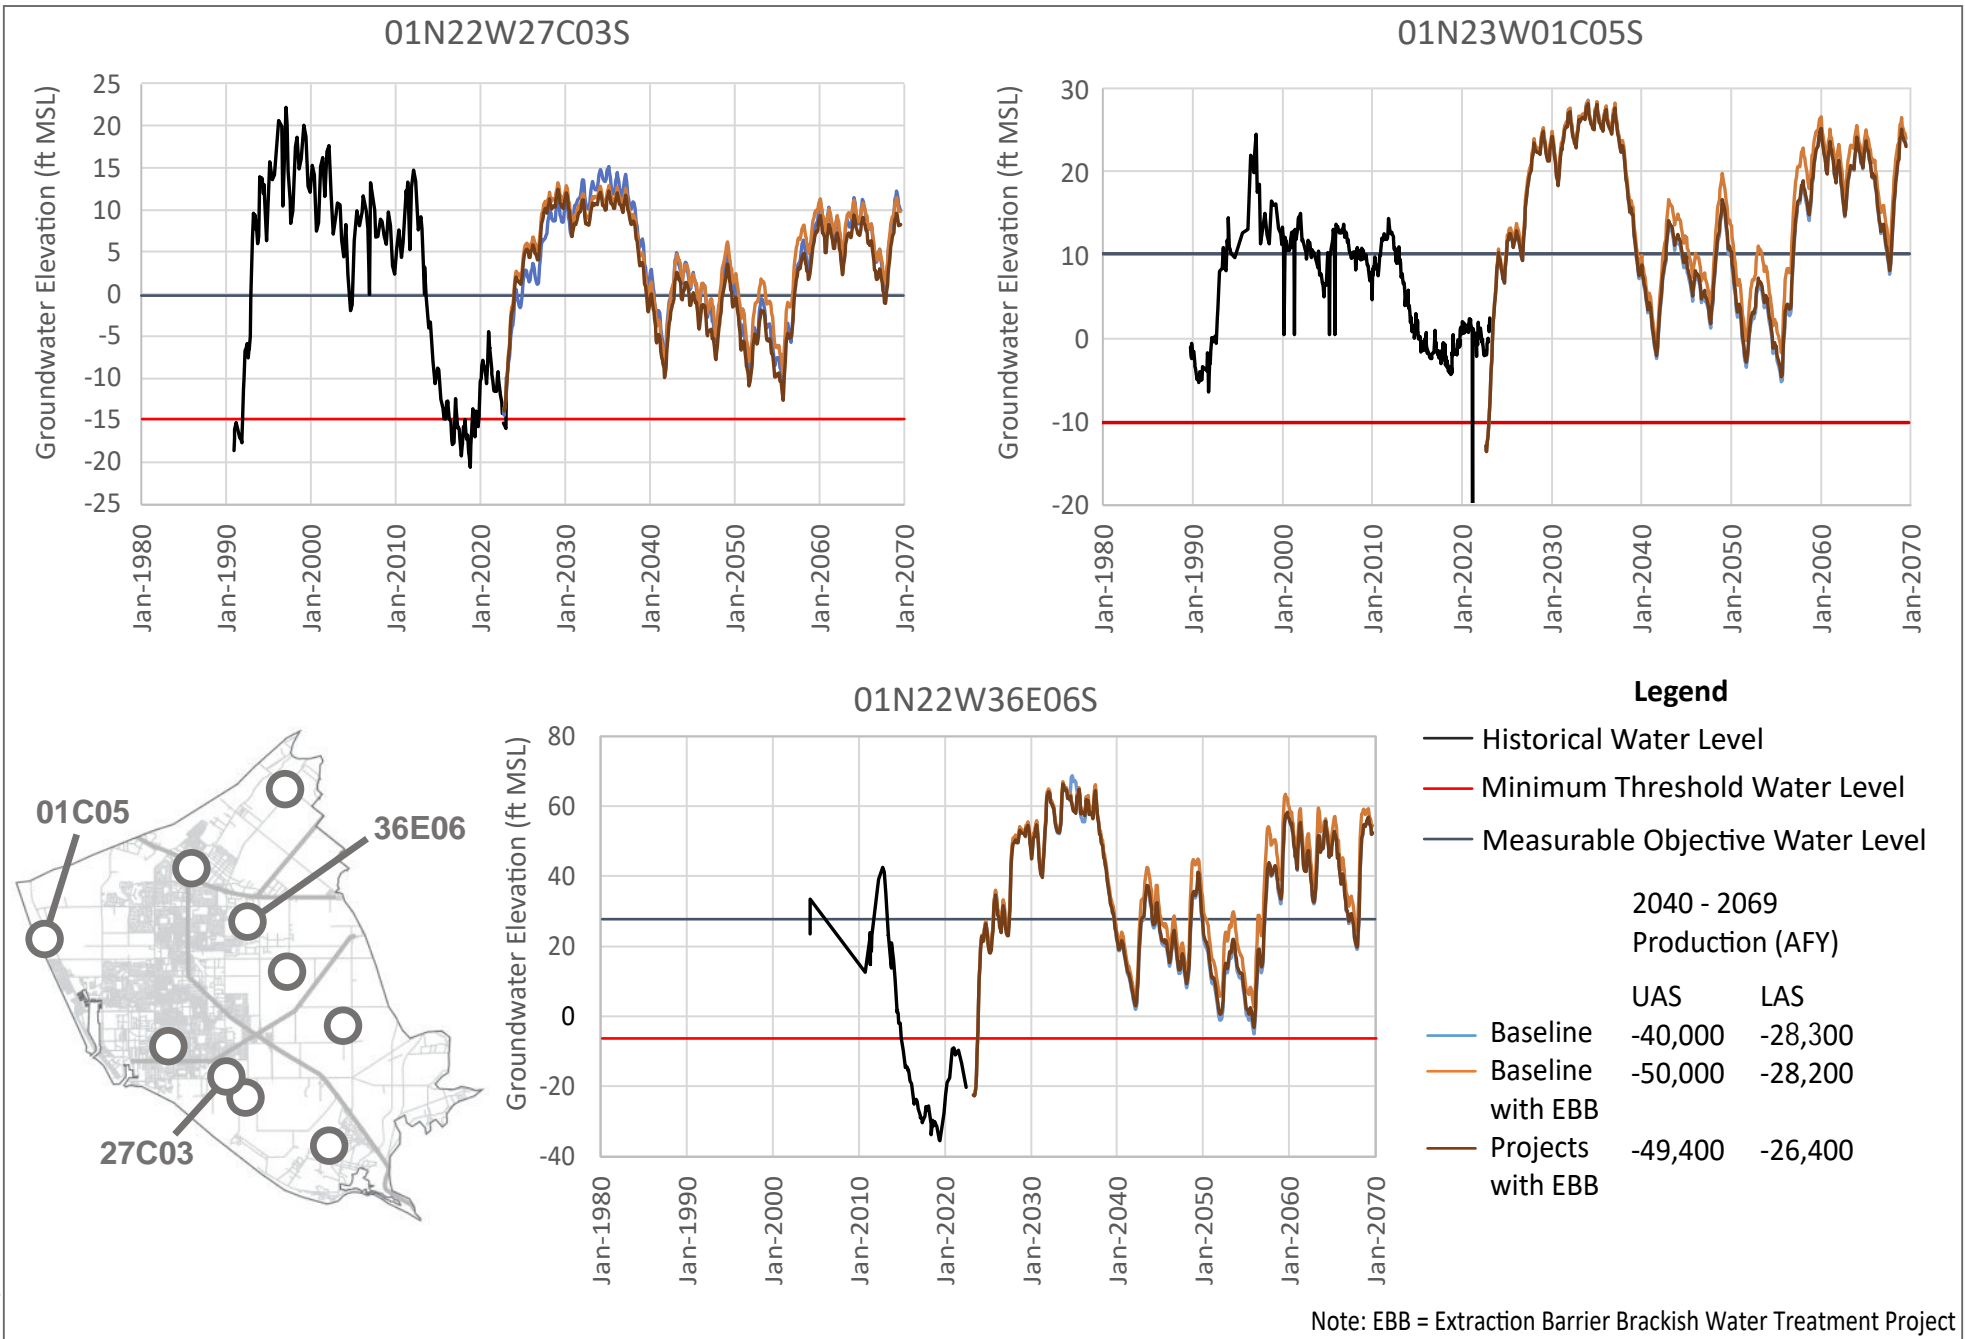 01N22W27C03S
Groundwater Elevation (ft MSL)
25
20
15
10
5
0
-5
-10
-15
-20
-25
Jan-1980
Jan-1990
Jan-2000
Jan-2010
Jan-2020
Jan-2030
Jan-2040
Jan-2050
Jan-2060
Jan-2070
01N23W01C05S
Groundwater Elevation (ft MSL)
30
20
10
0
-10
-20
Jan-1980
Jan-1990
Jan-2000
Jan-2010
Jan-2020
Jan-2030
Jan-2040
Jan-2050
Jan-2060
Jan-2070
01C05
36E06
27C03
01N22W36E06S
Groundwater Elevation (ft MSL)
80
60
40
20
0
-20
-40
Jan-1980
Jan-1990
Jan-2000
Jan-2010
Jan-2020
Jan-2030
Jan-2040
Jan-2050
Jan-2060
Jan-2070
Legend
Historical Water Level
Minimum Threshold Water Level
Measurable Objective Water Level
2040 - 2069
Production (AFY)
UAS LAS
Baseline -40,000 -28,300
Baseline -50,000 -28,200
with EBB
Projects -49,400 -26,400
with EBB
Note: EBB = Extraction Barrier Brackish Water Treatment Project